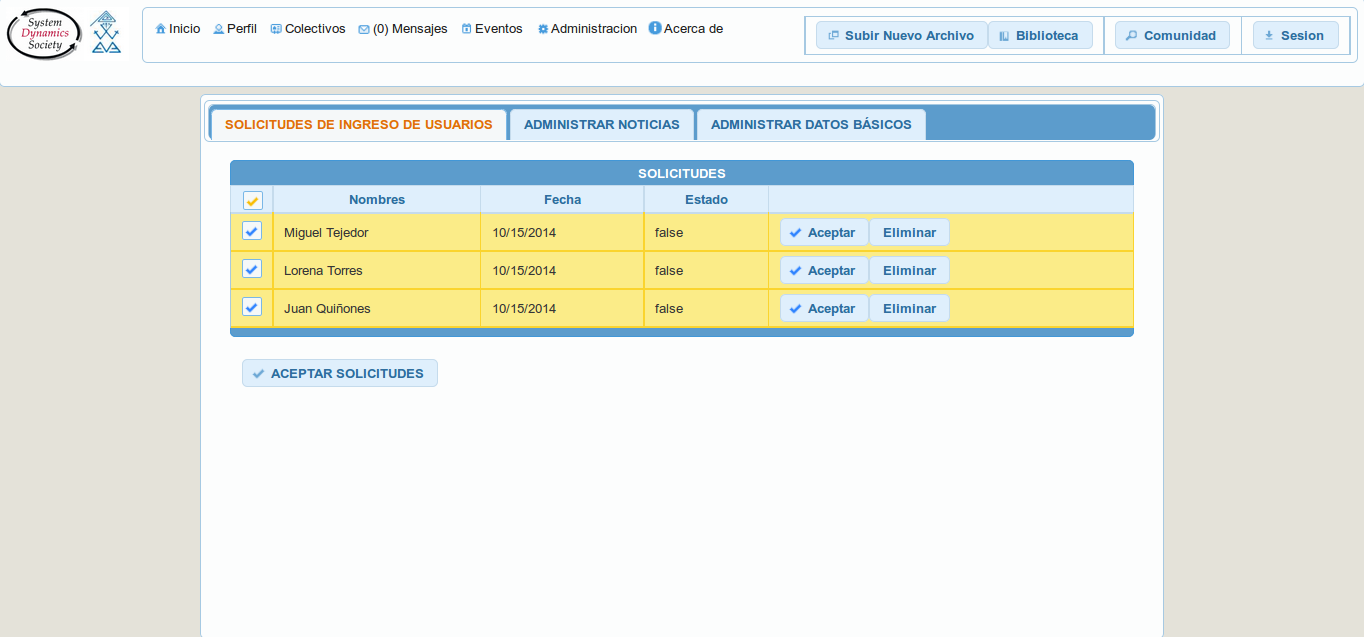 System
Dynamics
Society
Inicio Perfil Colectivos (0) Mensajes Eventos Administracion Acerca de
Subir Nuevo Archivo Biblioteca Comunidad Sesion
SOLICITUDES DE INGRESO DE USUARIOS ADMINISTRAR NOTICIAS ADMINISTRAR DATOS BÁSICOS
SOLICITUDES
Nombres Fecha Estado
Miguel Tejedor 10/15/2014 false Aceptar Eliminar
Lorena Torres 10/15/2014 false Aceptar Eliminar
Juan Quiñones 10/15/2014 false Aceptar Eliminar
ACEPTAR SOLICITUDES